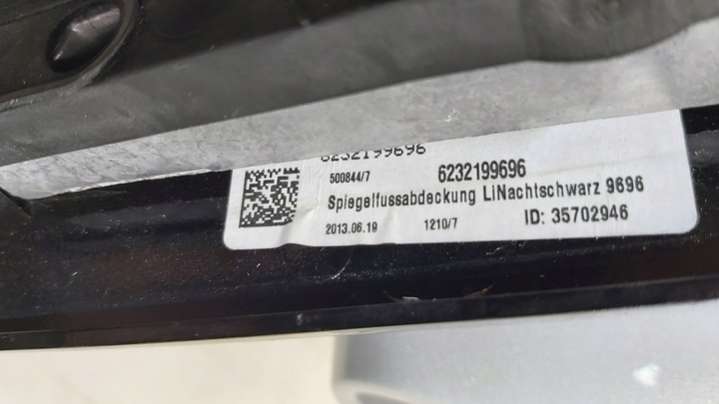 6232199696
500844/7 6232199696
Spiegelfussabdeckung LiNachtschwarz 9696
2013.06.19 1210/7 ID: 35702946